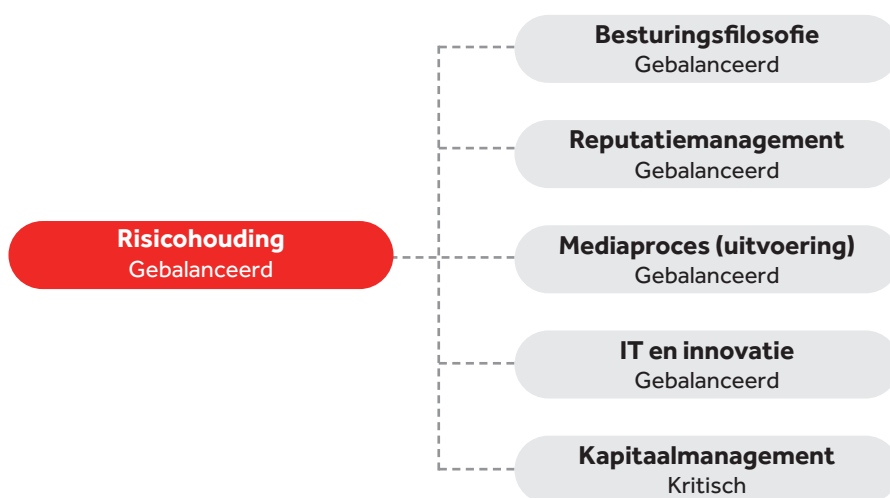 Besturingsfilosofie
Gebalanceerd
Reputatiemanagement
Gebalanceerd
Risicohouding
Gebalanceerd
Mediaproces (uitvoering)
Gebalanceerd
IT en innovatie
Gebalanceerd
Kapitaalmanagement
Kritisch